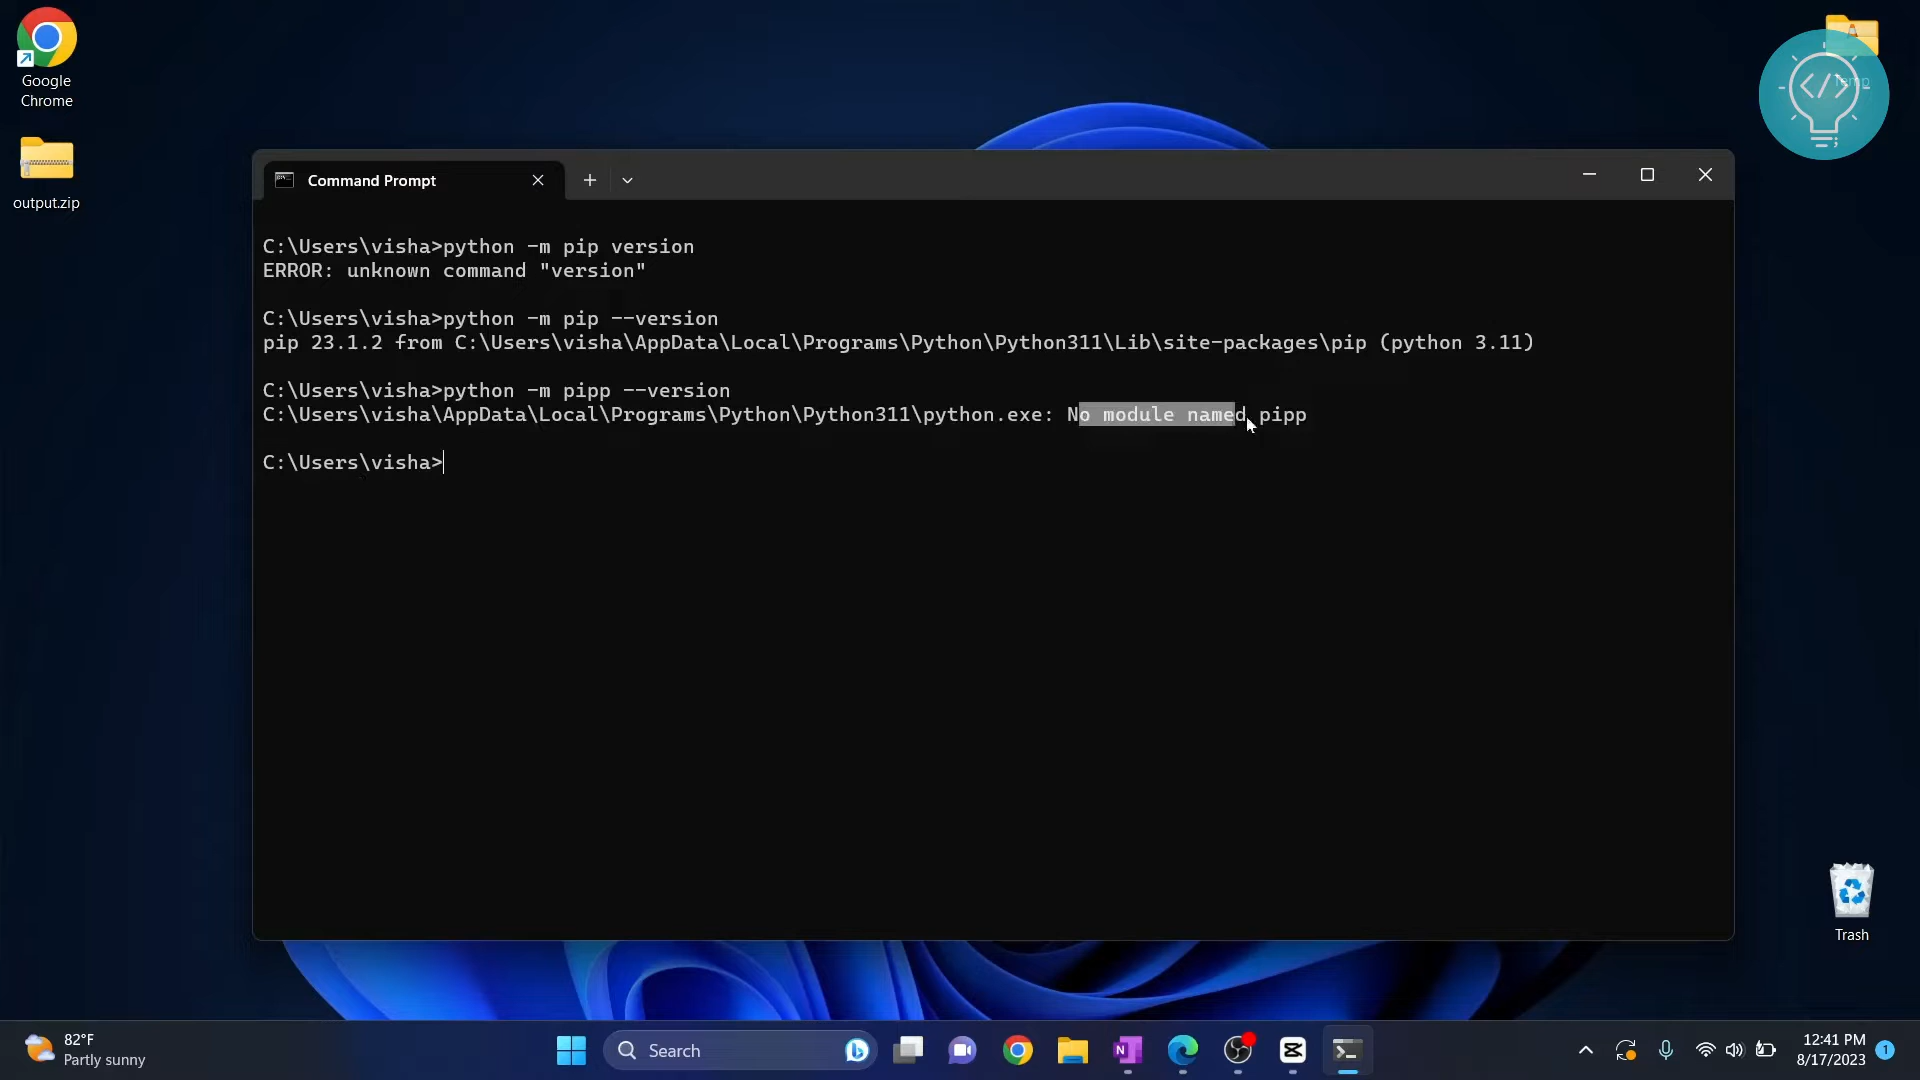 Google
Chrome
output.zip
Temp
Command Prompt
C:\Users\visha>python -m pip version
ERROR: unknown command "version"
C:\Users\visha>python -m pip --version
pip 23.1.2 from C:\Users\visha\AppData\Local\Programs\Python\Python311\Lib\site-packages\pip (python 3.11)
C:\Users\visha>python -m pipp --version
C:\Users\visha\AppData\Local\Programs\Python\Python311\python.exe: No module named pipp
C:\Users\visha>
Trash
82°F
Partly sunny
Search
12:41 PM
8/17/2023
1